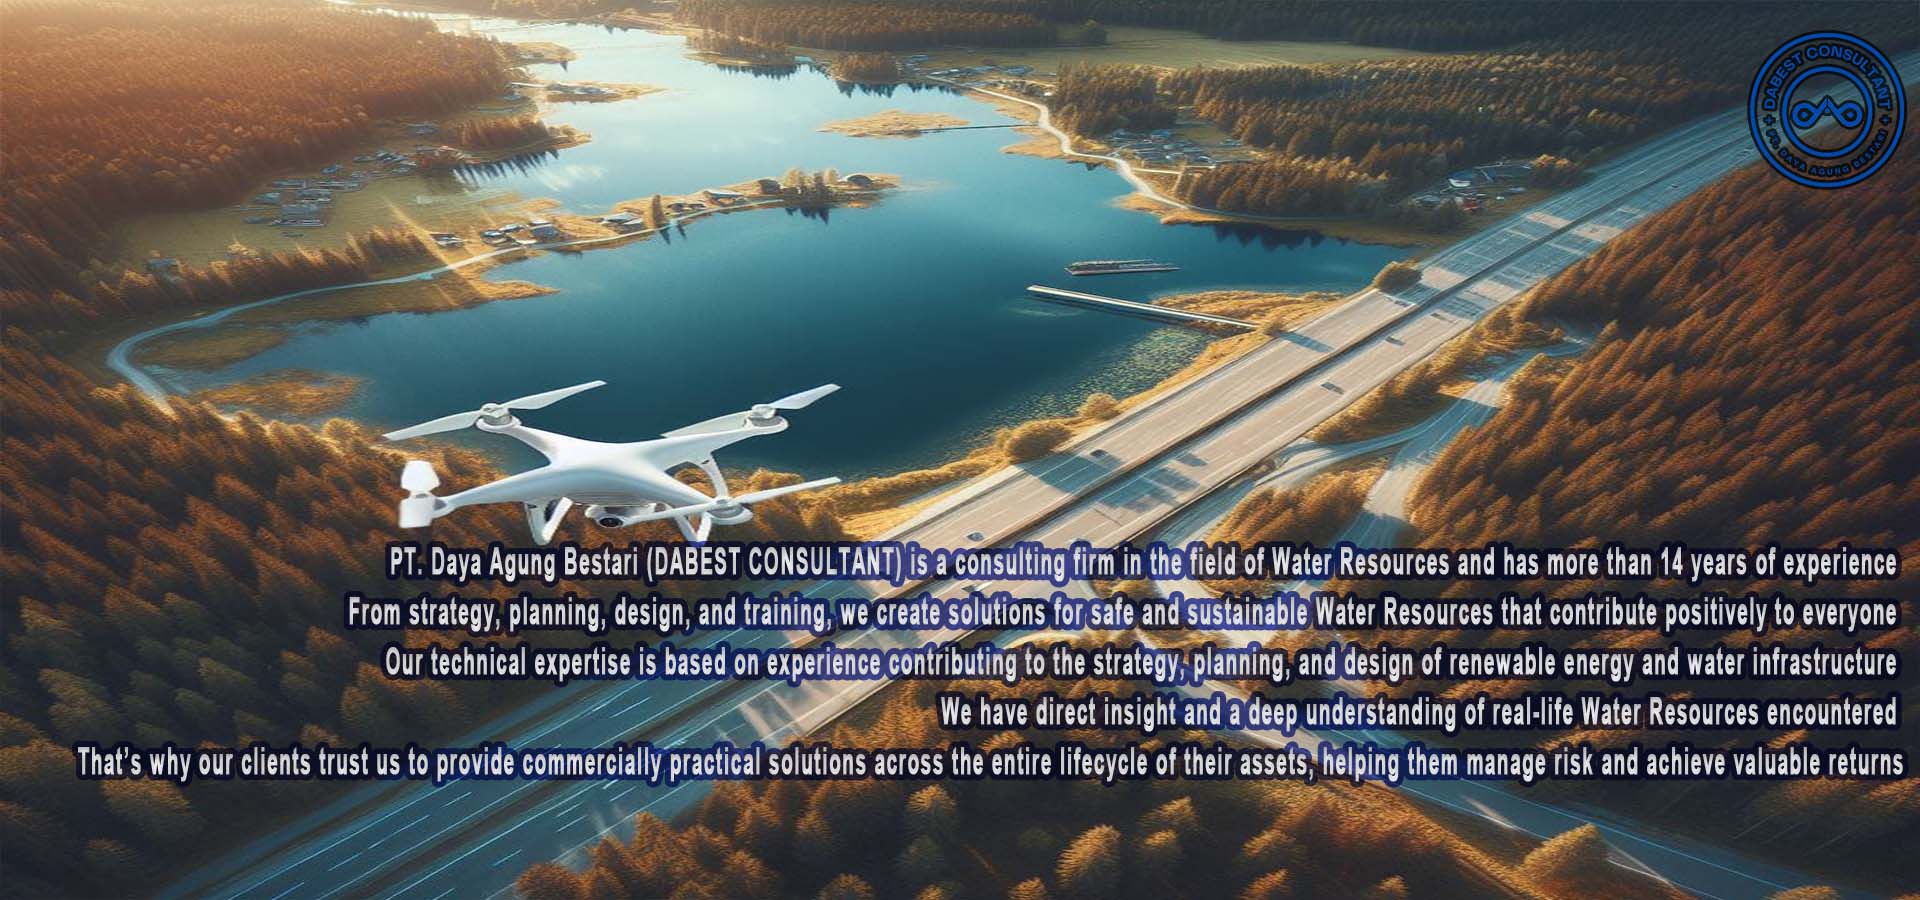 DABEST CONSULTANT
PT. DAYA AGUNG BESTARI
PT. Daya Agung Bestari (DABEST CONSULTANT) is a consulting firm in the field of Water Resources and has more than 14 years of experience
From strategy, planning, design, and training, we create solutions for safe and sustainable Water Resources that contribute positively to everyone
Our technical expertise is based on experience contributing to the strategy, planning, and design of renewable energy and water infrastructure
We have direct insight and a deep understanding of real-life Water Resources encountered
That's why our clients trust us to provide commercially practical solutions across the entire lifecycle of their assets, helping them manage risk and achieve valuable returns